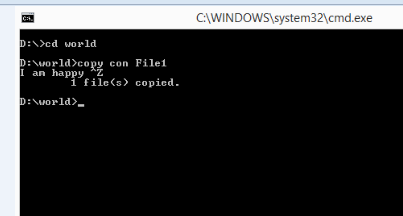 C:\WINDOWS\system32\cmd.exe
D:\>cd world
D:\world>copy con File1
I am happy ^Z
1 file(s) copied.
D:\world>_